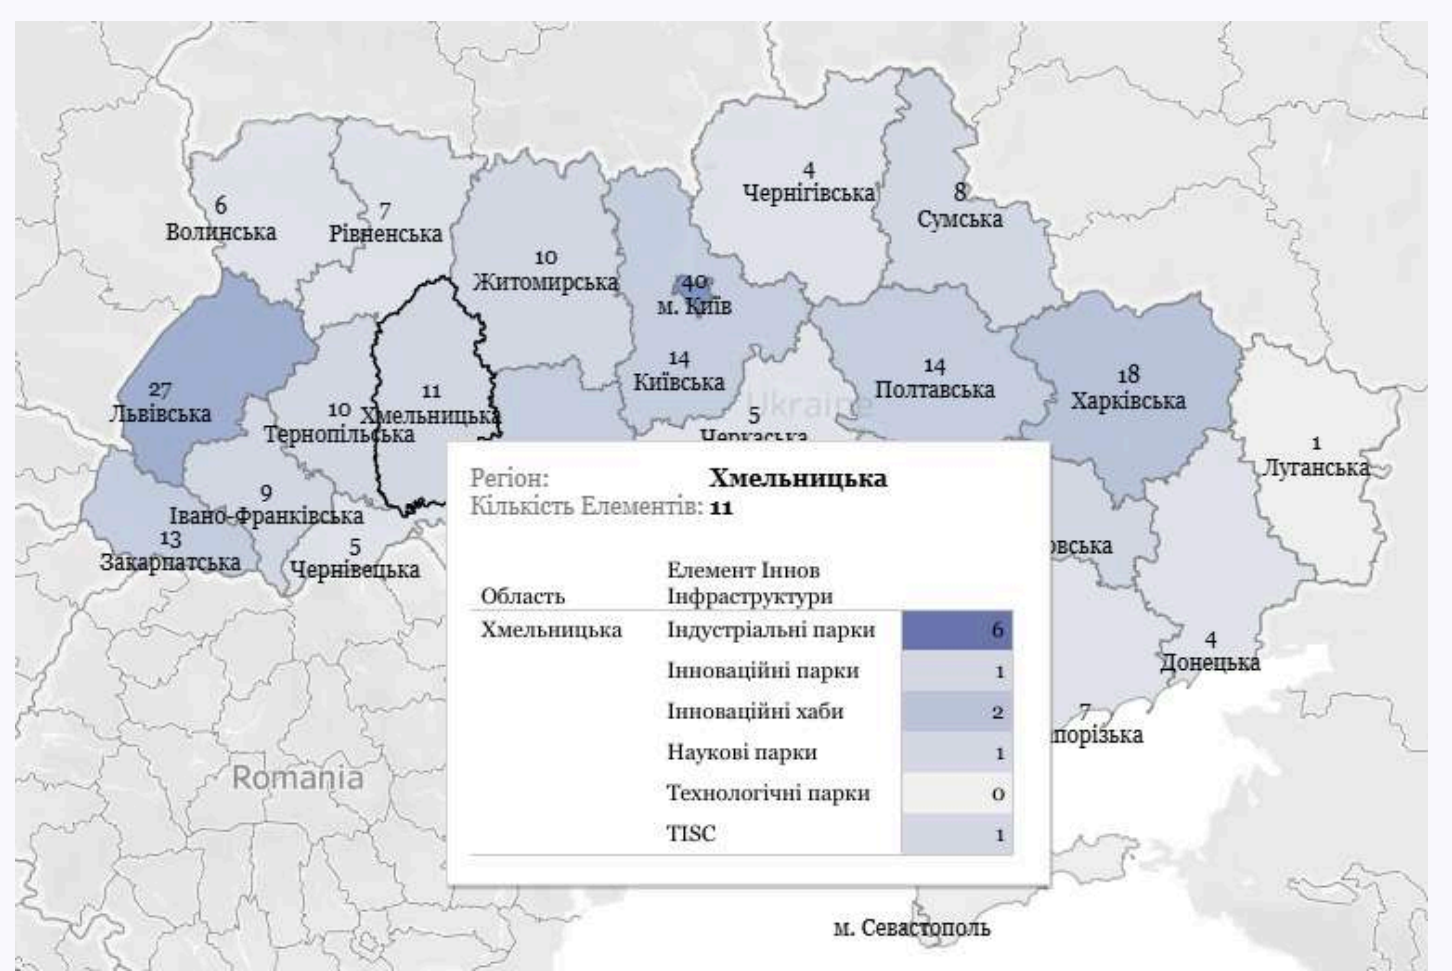 4
Чернігівська
8
Сумська
6
Волинська
7
Рівненська
10
Житомирська
40
м. Київ
14
Київська
14
Полтавська
18
Харківська
27
Львівська
11
Хмельницька
10
Тернопільська
Ukraine
5
Черкаська
1
Луганська
9
Івано-Франківська
13
Закарпатська
5
Чернівецька
овська
4
Донецька
7
порізька
Romania
м. Севастополь
Регіон: Хмельницька
Кількість Елементів: 11
Елемент Іннов
Область Інфраструктури
Хмельницька Індустріальні парки 6
Інноваційні парки 1
Інноваційні хаби 2
Наукові парки 1
Технологічні парки 0
TISC 1